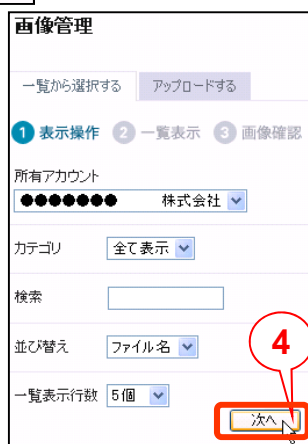 画像管理
一覧から選択する アップロードする
1 表示操作 2 一覧表示 3 画像確認
所有アカウント
●●●●●●● 株式会社
カテゴリ 全て表示
検索
並び替え ファイル名
4
一覧表示行数 5個
次へ